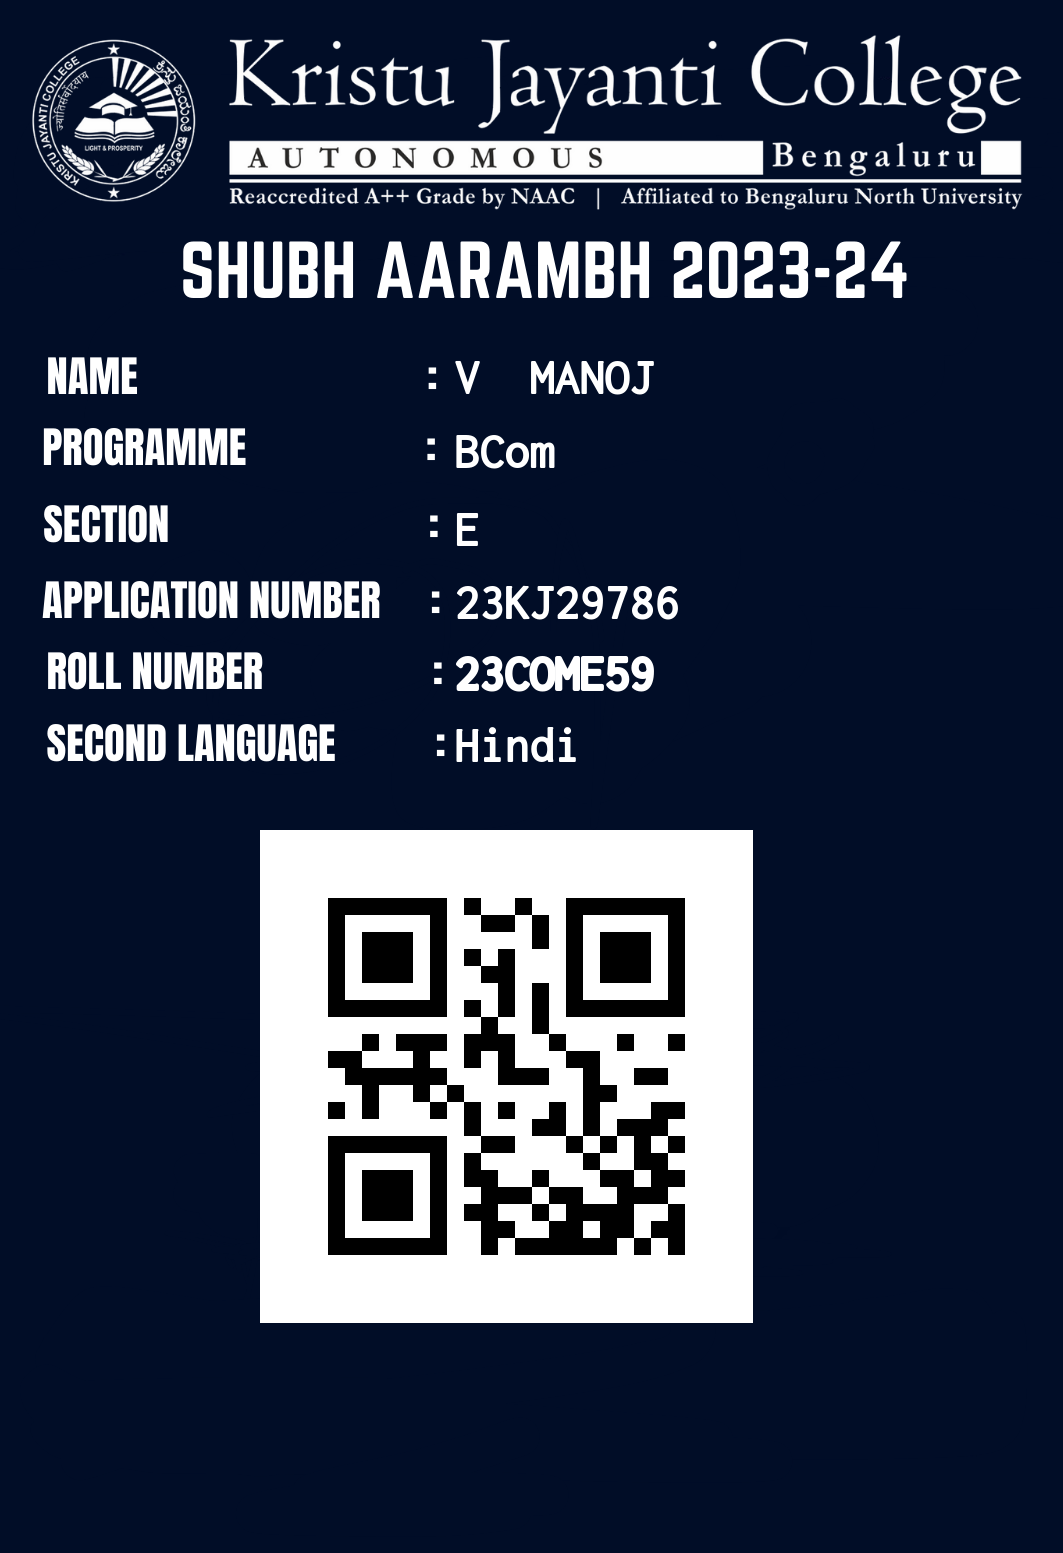 KRISTU JAYANTI COLLEGE
LIGHT & PROSPERITY
Kristu Jayanti College
AUTONOMOUS Bengaluru
Reaccredited A++ Grade by NAAC | Affiliated to Bengaluru North University
SHUBH AARAMBH 2023-24
NAME : V MANOJ
PROGRAMME : BCom
SECTION : E
APPLICATION NUMBER : 23KJ29786
ROLL NUMBER : 23COME59
SECOND LANGUAGE : Hindi